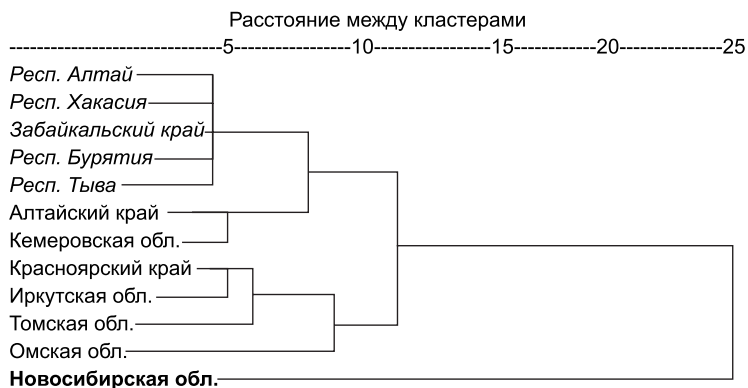 Расстояние между кластерами
-------------------------------5-----------------10-----------------15------------20--------------25
Респ. Алтай
Респ. Хакасия
Забайкальский край
Респ. Бурятия
Респ. Тыва
Алтайский край
Кемеровская обл.
Красноярский край
Иркутская обл.
Томская обл.
Омская обл.
Новосибирская обл.